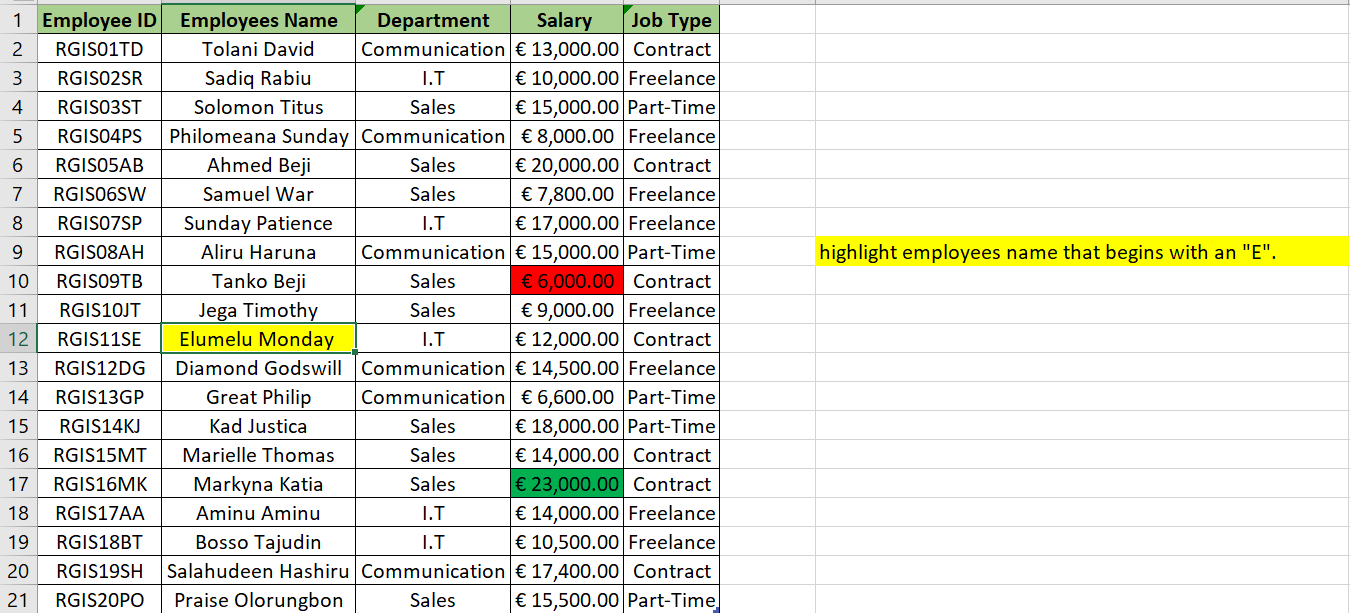 1 Employee ID Employees Name Department Salary Job Type
2 RGIS01TD Tolani David Communication € 13,000.00 Contract
3 RGIS02SR Sadiq Rabiu I.T € 10,000.00 Freelance
4 RGIS03ST Solomon Titus Sales € 15,000.00 Part-Time
5 RGIS04PS Philomeana Sunday Communication € 8,000.00 Freelance
6 RGIS05AB Ahmed Beji Sales € 20,000.00 Contract
7 RGIS06SW Samuel War Sales € 7,800.00 Freelance
8 RGIS07SP Sunday Patience I.T € 17,000.00 Freelance
9 RGIS08AH Aliru Haruna Communication € 15,000.00 Part-Time highlight employees name that begins with an "E".
10 RGIS09TB Tanko Beji Sales € 6,000.00 Contract
11 RGIS10JT Jega Timothy Sales € 9,000.00 Freelance
12 RGIS11SE Elumelu Monday I.T € 12,000.00 Contract
13 RGIS12DG Diamond Godswill Communication € 14,500.00 Freelance
14 RGIS13GP Great Philip Communication € 6,600.00 Part-Time
15 RGIS14KJ Kad Justica Sales € 18,000.00 Part-Time
16 RGIS15MT Marielle Thomas Sales € 14,000.00 Contract
17 RGIS16MK Markyna Katia Sales € 23,000.00 Contract
18 RGIS17AA Aminu Aminu I.T € 14,000.00 Freelance
19 RGIS18BT Bosso Tajudin I.T € 10,500.00 Freelance
20 RGIS19SH Salahudeen Hashiru Communication € 17,400.00 Contract
21 RGIS20PO Praise Olorungbon Sales € 15,500.00 Part-Time